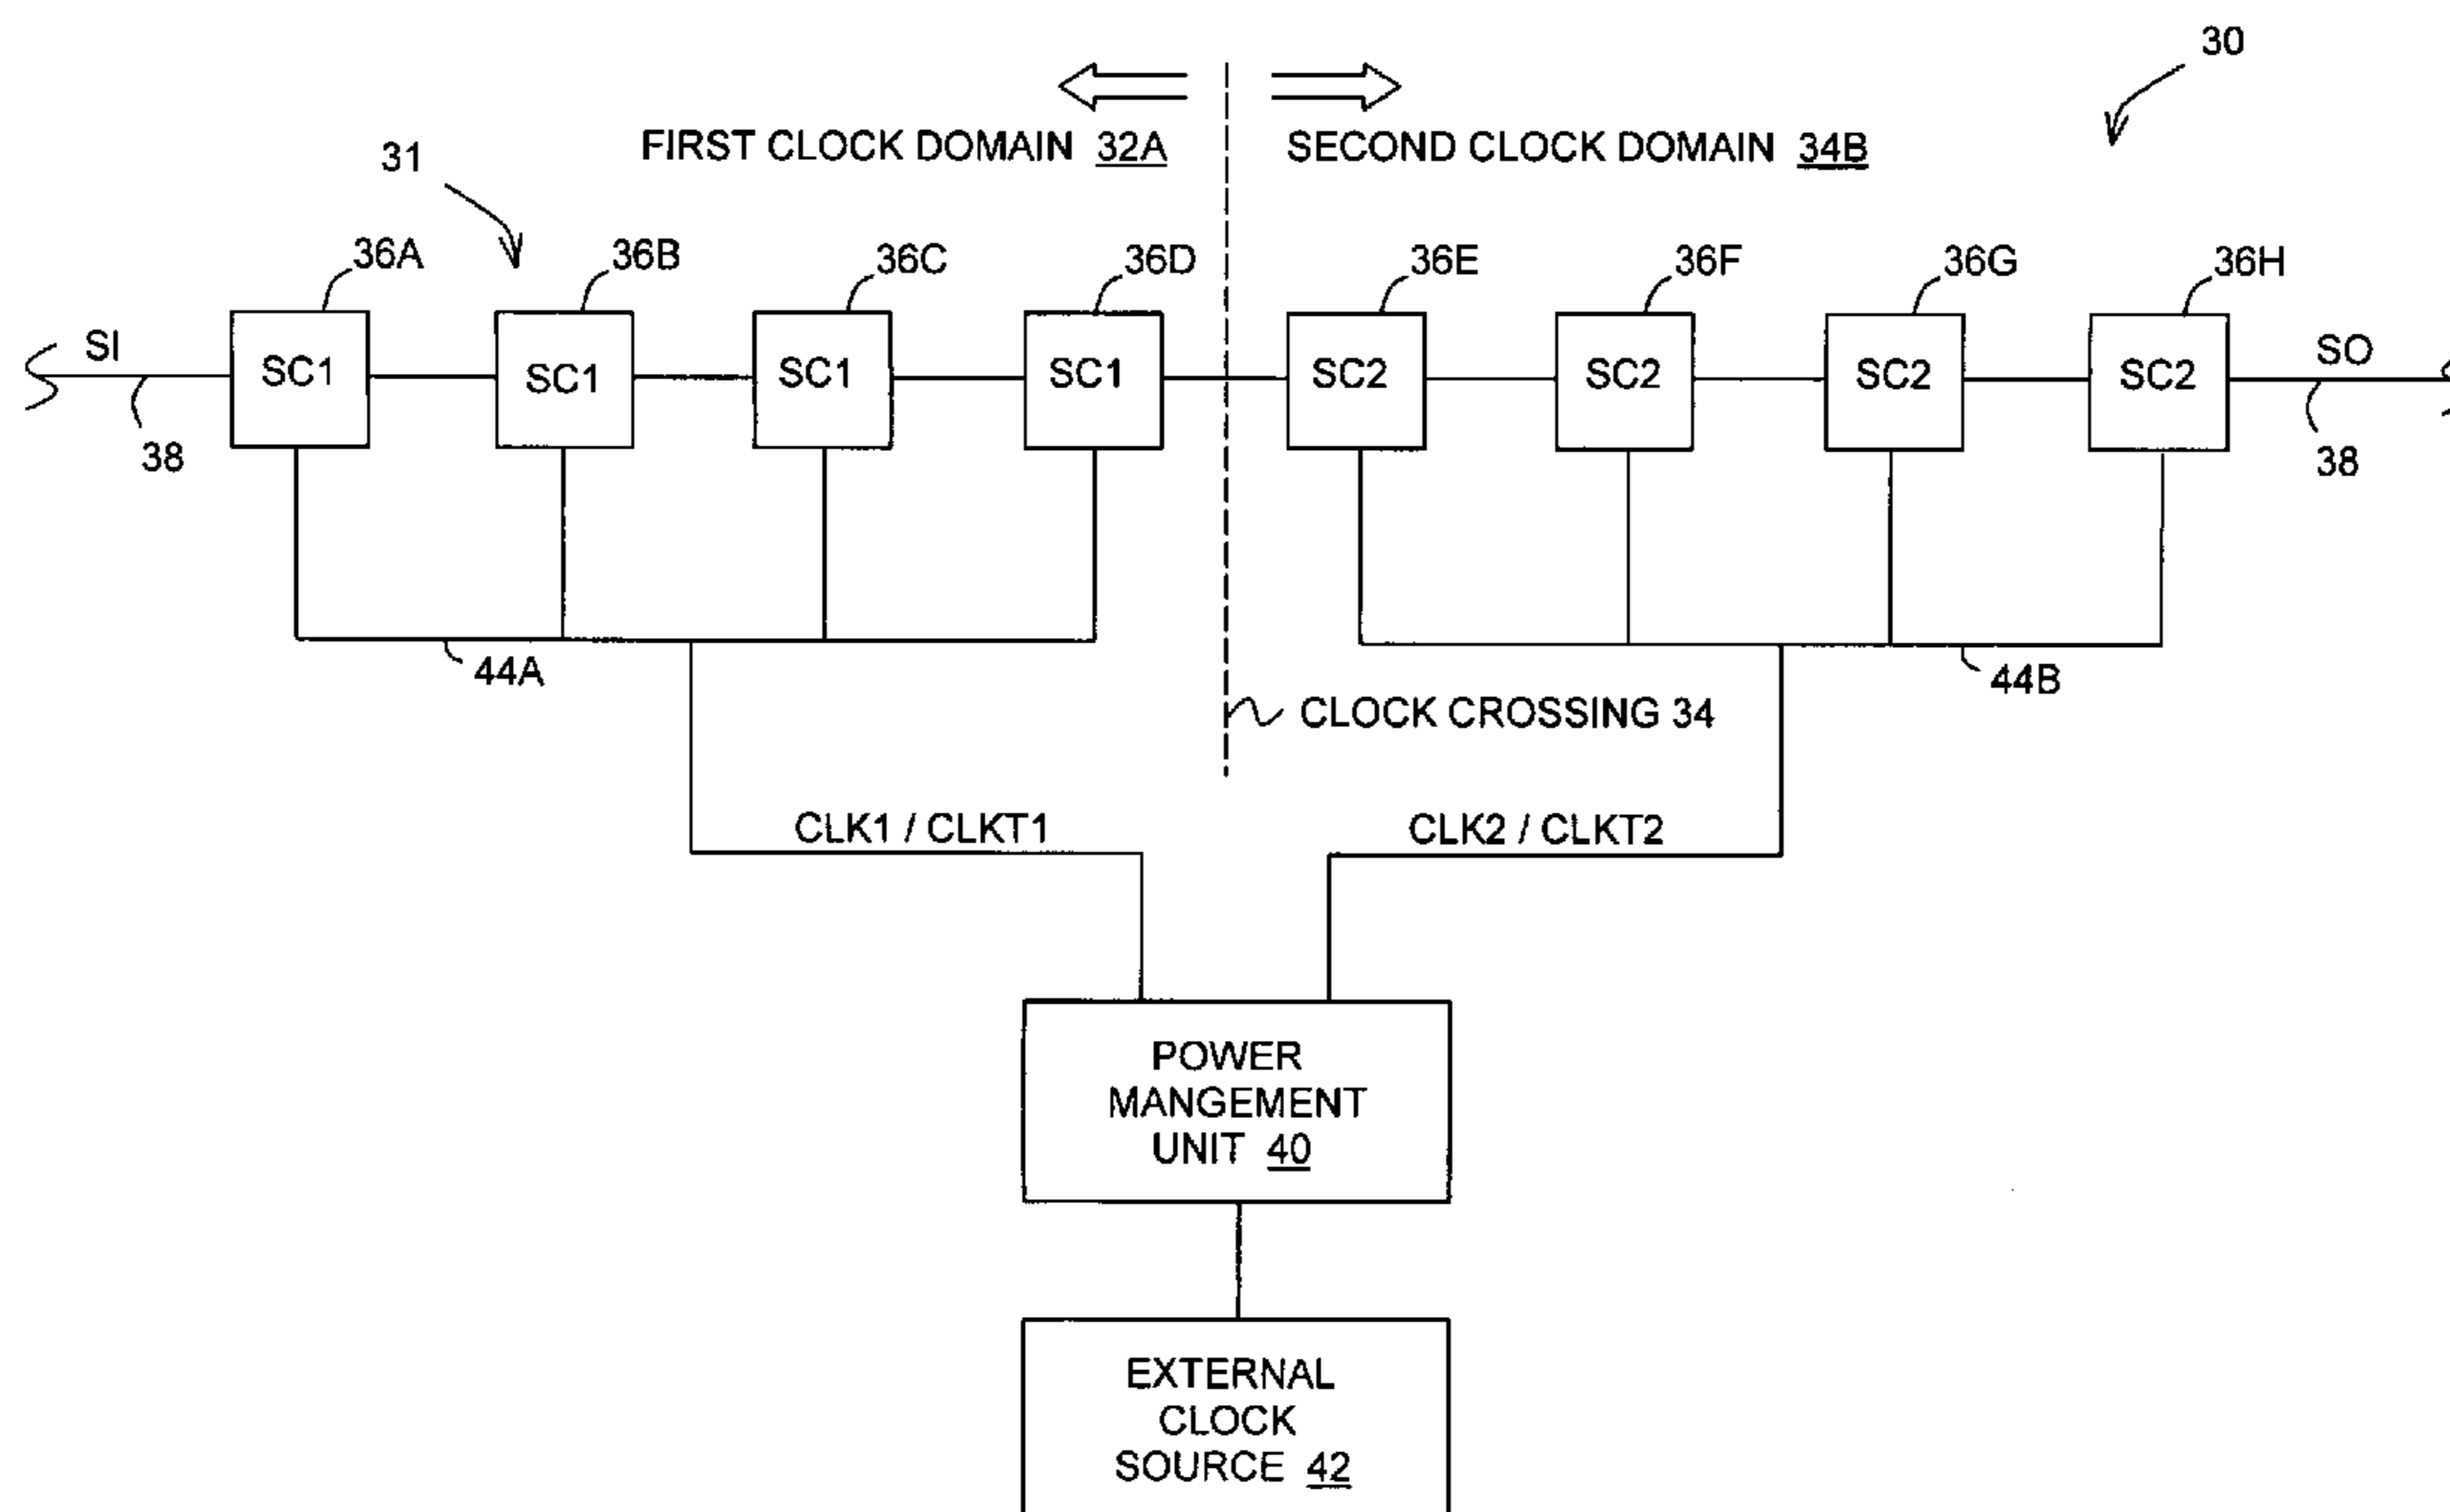 30
FIRST CLOCK DOMAIN 32A
SECOND CLOCK DOMAIN 34B
31
36A
36B
36C
36D
36E
36F
36G
36H
SI
SC1
SC1
SC1
SC1
SC2
SC2
SC2
SC2
SO
38
38
44A
44B
CLOCK CROSSING 34
CLK1 / CLKT1
CLK2 / CLKT2
POWER
MANGEMENT
UNIT 40
EXTERNAL
CLOCK
SOURCE 42